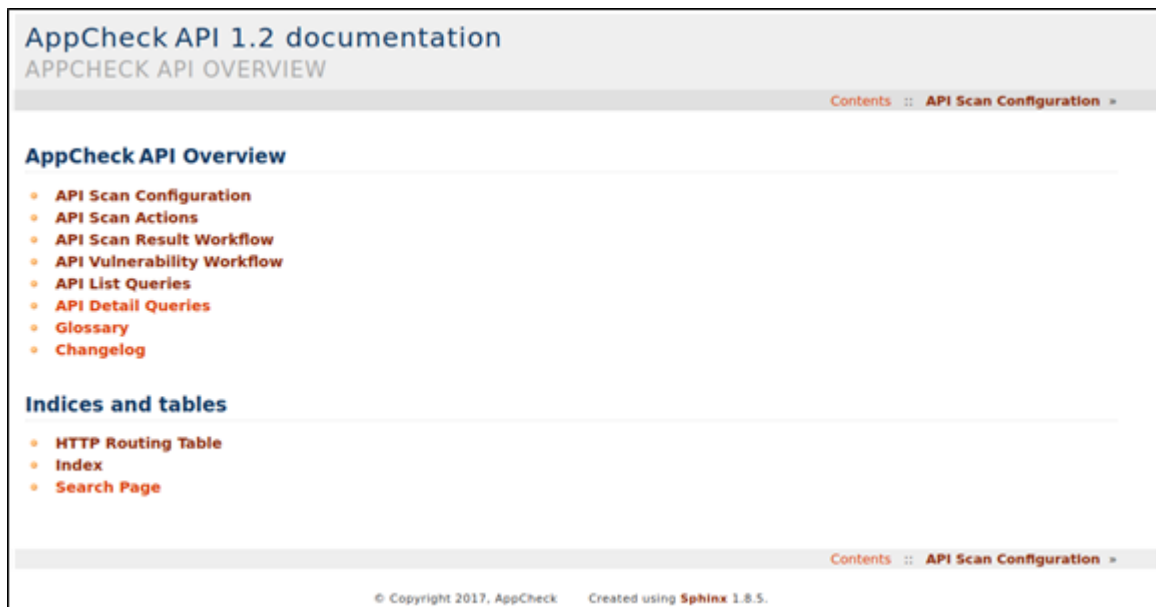 AppCheck API 1.2 documentation
APPCHECK API OVERVIEW
Contents :: API Scan Configuration »
AppCheck API Overview
API Scan Configuration
API Scan Actions
API Scan Result Workflow
API Vulnerability Workflow
API List Queries
API Detail Queries
Glossary
Changelog
Indices and tables
HTTP Routing Table
Index
Search Page
Contents :: API Scan Configuration »
© Copyright 2017, AppCheck Created using Sphinx 1.8.5.